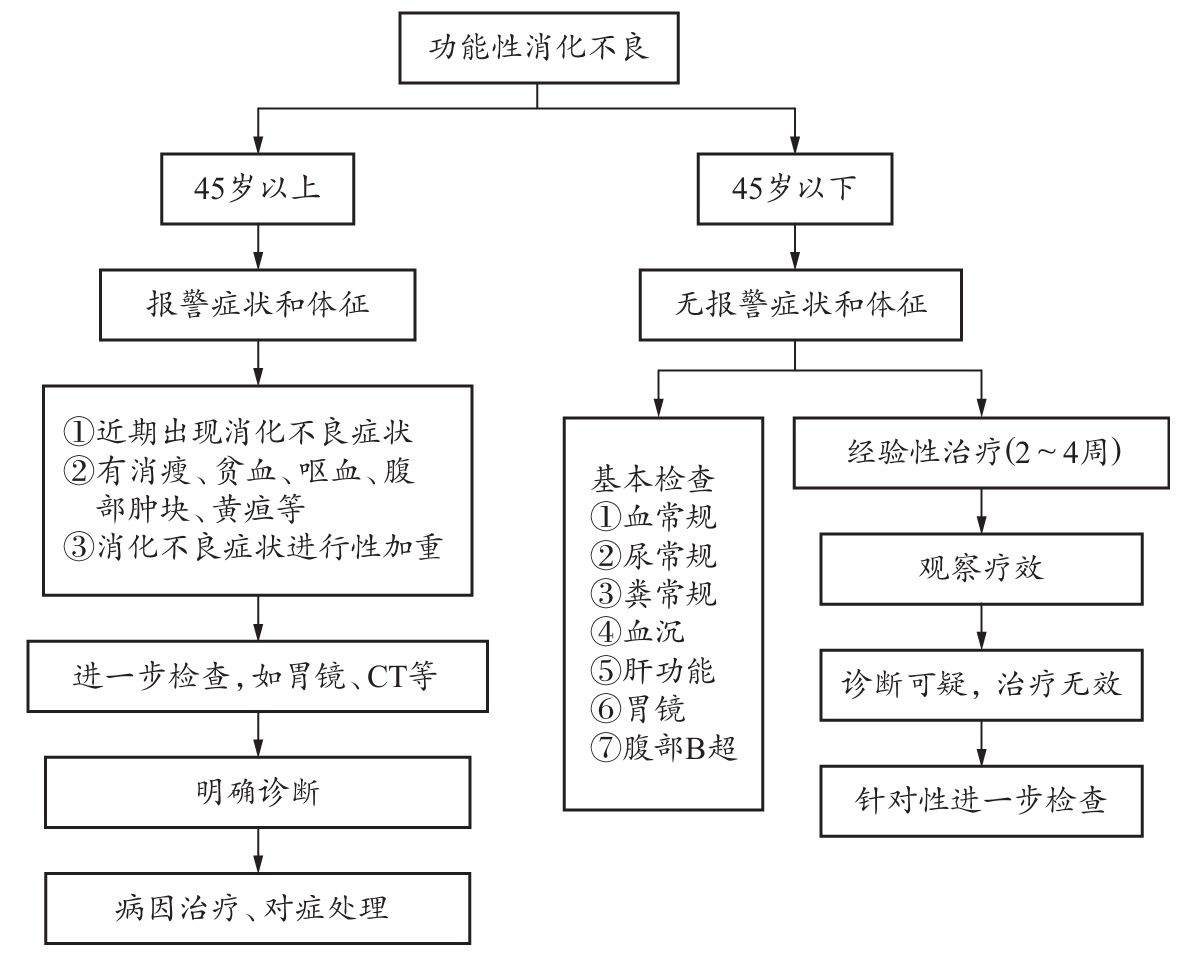 功能性消化不良
45岁以上
45岁以下
报警症状和体征
无报警症状和体征
①近期出现消化不良症状
②有消瘦、贫血、呕血、腹
部肿块、黄疸等
③消化不良症状进行性加重
进一步检查,如胃镜、CT等
明确诊断
病因治疗、对症处理
基本检查
①血常规
②尿常规
③粪常规
④血沉
⑤肝功能
⑥胃镜
⑦腹部B超
经验性治疗(2~4周)
观察疗效
诊断可疑,治疗无效
针对性进一步检查